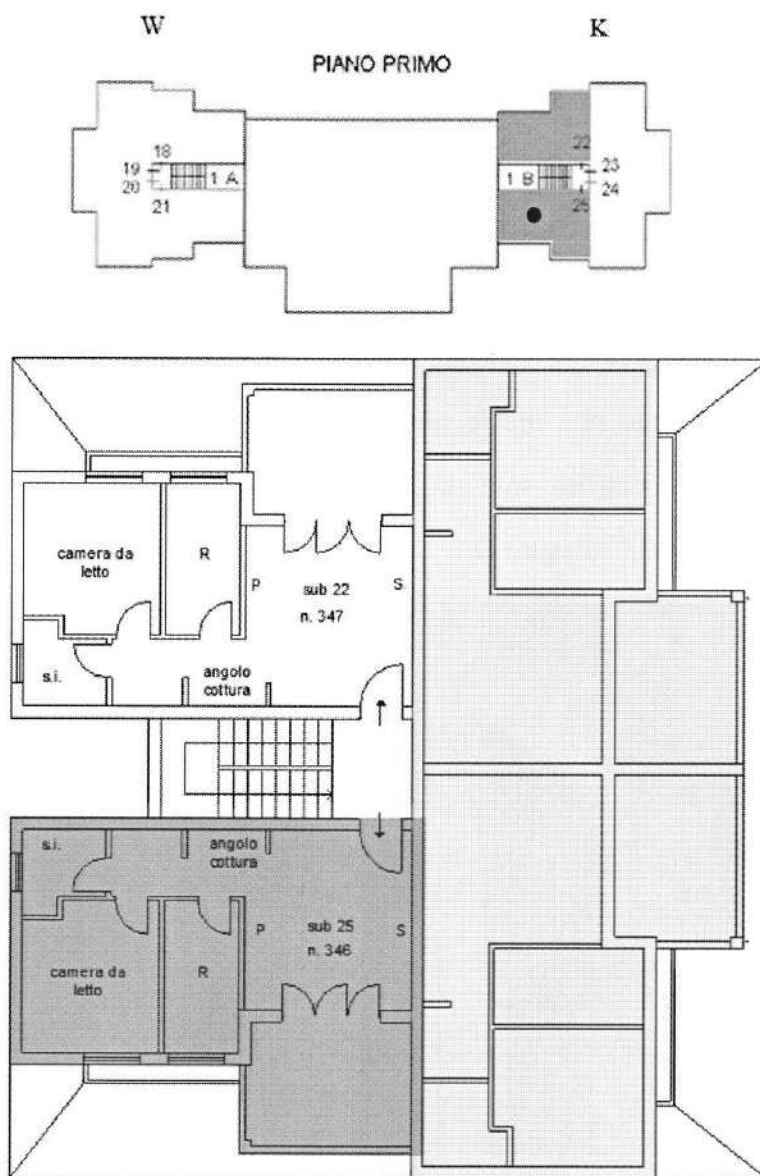 W K
PIANO PRIMO
18
19
20
21
1 A
22
23
1 B
24
25
camera da
letto
R
P
sub 22
n. 347
S
s.i.
angolo
cottura
s.i.
angolo
cottura
P
sub 25
n. 346
S
camera da
letto
R